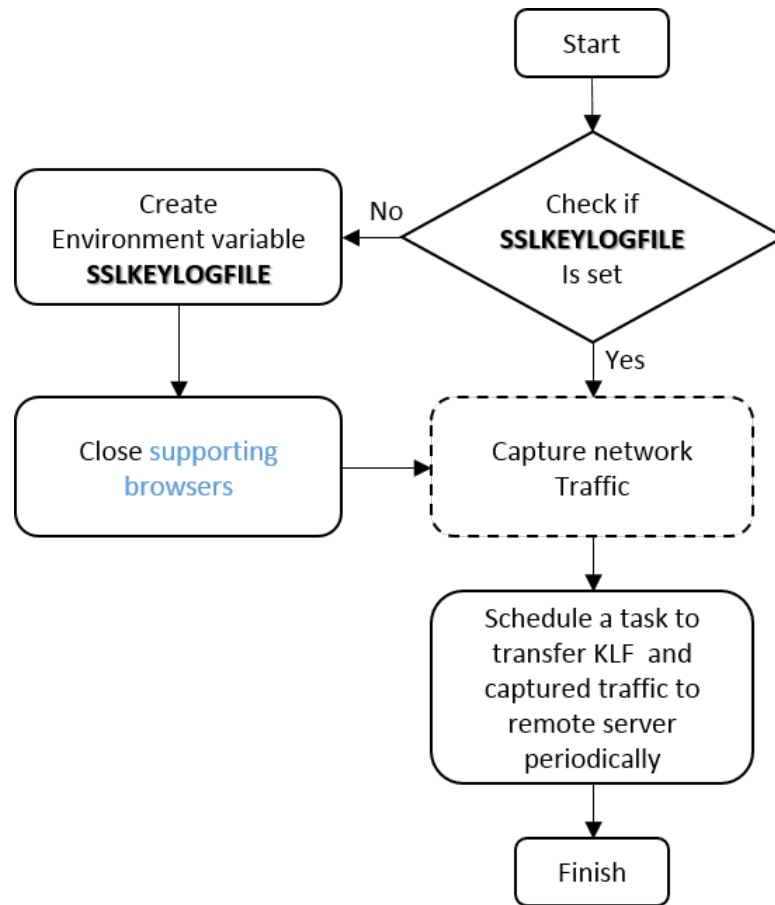 Start
Check if
SSLKEYLOGFILE
Is set
No
Create
Environment variable
SSLKEYLOGFILE
Yes
Close supporting
browsers
Capture network
Traffic
Schedule a task to
transfer KLF and
captured traffic to
remote server
periodically
Finish